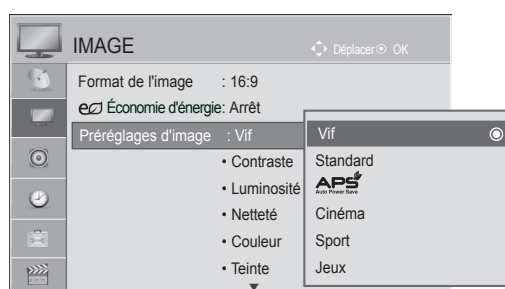 IMAGE
Déplacer OK
Format de l'image : 16:9
Économie d'énergie: Arrêt
Préréglages d'image : Vif
• Contraste
• Luminosité
• Netteté
• Couleur
• Teinte
Vif
Standard
APS
Auto Power Save
Cinéma
Sport
Jeux